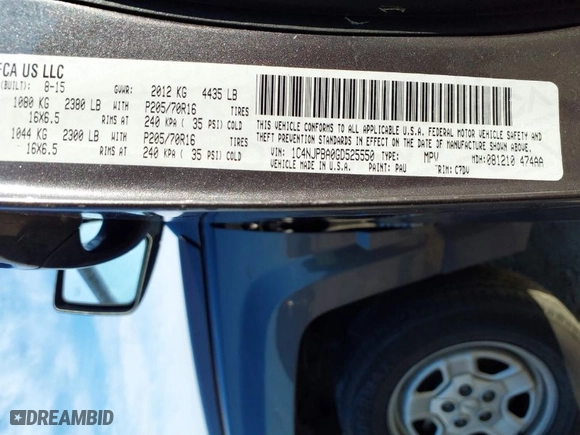 FCA US LLC
(BUILT): 8-15 GVWR: 2012 KG 4435 LB
1080 KG 2380 LB WITH P205/70R16 TIRES
16X6.5 RIMS AT 240 KPA ( 35 PSI) COLD
1044 KG 2300 LB WITH P205/70R16 TIRES
16X6.5 RIMS AT 240 KPA ( 35 PSI) COLD
THIS VEHICLE CONFORMS TO ALL APPLICABLE U.S.A. FEDERAL MOTOR VEHICLE SAFETY AND
THEFT PREVENTION STANDARDS IN EFFECT ON THE DATE OF MANUFACTURE SHOWN ABOVE.
VIN: 1C4NJPBA0GD525550 TYPE: MPV MDH: 081210 474AA
MADE IN U.S.A. PAINT: PAU TRIM: C7DV
DREAMBID